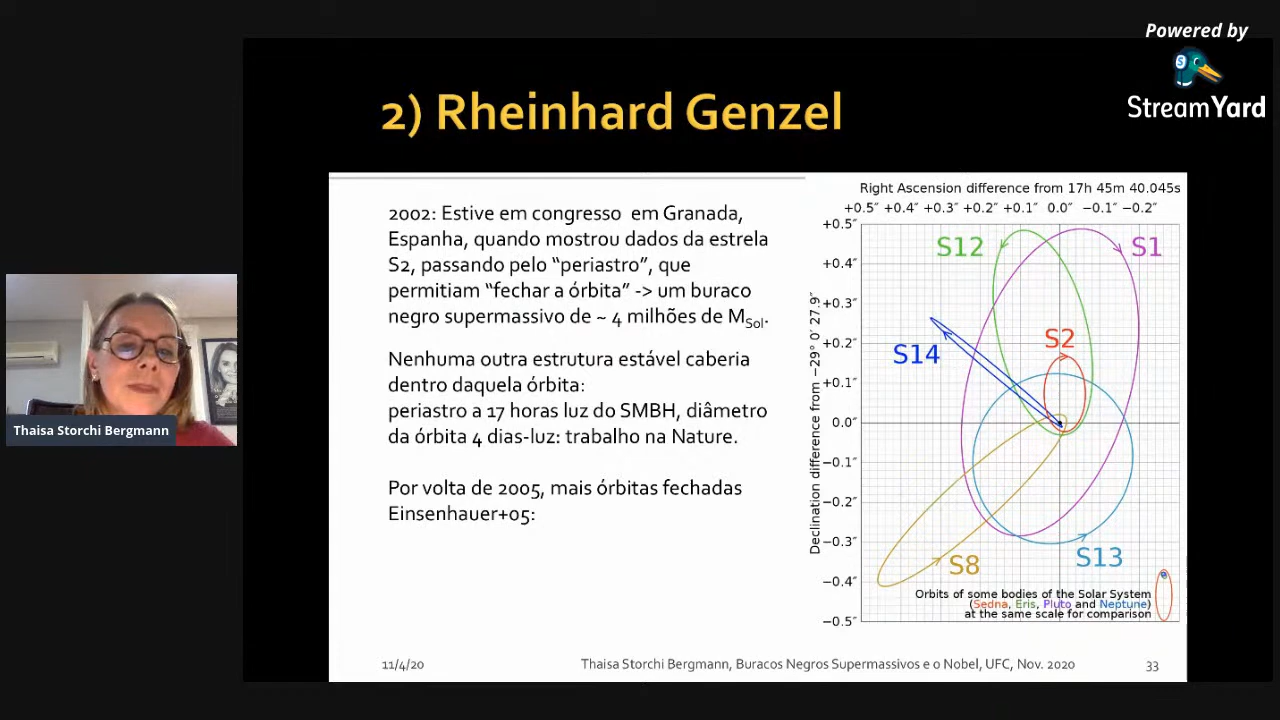 Powered by
StreamYard
2) Rheinhard Genzel
2002: Estive em congresso em Granada,
Espanha, quando mostrou dados da estrela
S2, passando pelo “periastro”, que
permitiam “fechar a órbita” -> um buraco
negro supermassivo de ~ 4 milhões de MSol.
Nenhuma outra estrutura estável caberia
dentro daquela órbita:
periastro a 17 horas luz do SMBH, diâmetro
da órbita 4 dias-luz: trabalho na Nature.
Por volta de 2005, mais órbitas fechadas
Einsenhauer+05:
Right Ascension difference from 17h 45m 40.045s
+0.5″ +0.4″ +0.3″ +0.2″ +0.1″ 0.0″ −0.1″ −0.2″
Declination difference from −29° 0′ 27.9″
+0.5″
+0.4″
+0.3″
+0.2″
+0.1″
0.0″
−0.1″
−0.2″
−0.3″
−0.4″
−0.5″
S12
S1
S2
S14
S13
S8
Orbits of some bodies of the Solar System
(Sedna, Eris, Pluto and Neptune)
at the same scale for comparison
Thaisa Storchi Bergmann
11/4/20
Thaisa Storchi Bergmann, Buracos Negros Supermassivos e o Nobel, UFC, Nov. 2020
33